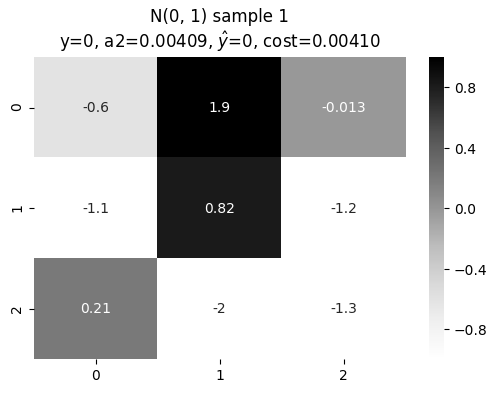 N(0, 1) sample 1
y=0, a2=0.00409, ŷ=0, cost=0.00410
0 -0.6 1.9 -0.013 0.8
0.4
1 -1.1 0.82 -1.2 0.0
-0.4
2 0.21 -2 -1.3 -0.8
0 1 2